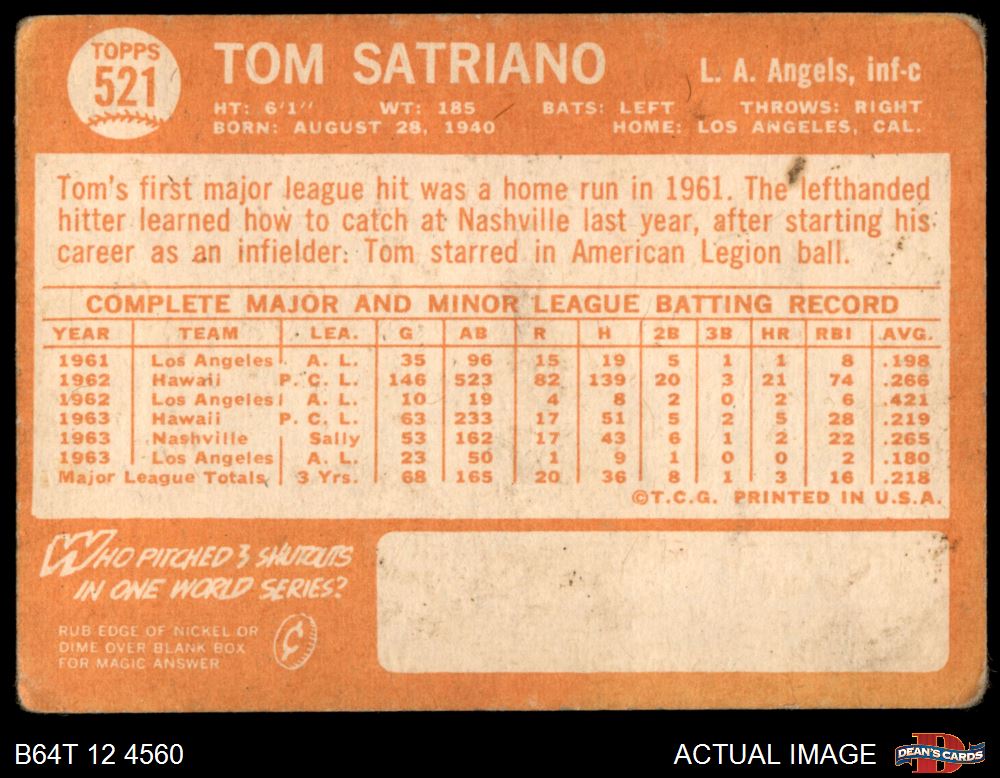 TOPPS
521
TOM SATRIANO
L. A. Angels, inf-c
HT: 6'1" WT: 185 BATS: LEFT THROWS: RIGHT
BORN: AUGUST 28, 1940 HOME: LOS ANGELES, CAL.
Tom's first major league hit was a home run in 1961. The lefthanded
hitter learned how to catch at Nashville last year, after starting his
career as an infielder. Tom starred in American Legion ball.
COMPLETE MAJOR AND MINOR LEAGUE BATTING RECORD
YEAR TEAM LEA. G AB R H 2B 3B HR RBI AVG.
1961 Los Angeles A. L. 35 96 15 19 5 1 1 8 .198
1962 Hawaii P. C. L. 146 523 82 139 20 3 21 74 .266
1962 Los Angeles A. L. 10 19 4 8 2 0 2 6 .421
1963 Hawaii P. C. L. 63 233 17 51 5 2 5 28 .219
1963 Nashville Sally 53 162 17 43 6 1 2 22 .265
1963 Los Angeles A. L. 23 50 1 9 1 0 0 2 .180
Major League Totals 3 Yrs. 68 165 20 36 8 1 3 16 .218
©T.C.G. PRINTED IN U.S.A.
WHO PITCHED 3 SHUTOUTS
IN ONE WORLD SERIES?
RUB EDGE OF NICKEL OR
DIME OVER BLANK BOX
FOR MAGIC ANSWER
¢
B64T 12 4560
ACTUAL IMAGE
D
DEAN'S CARDS